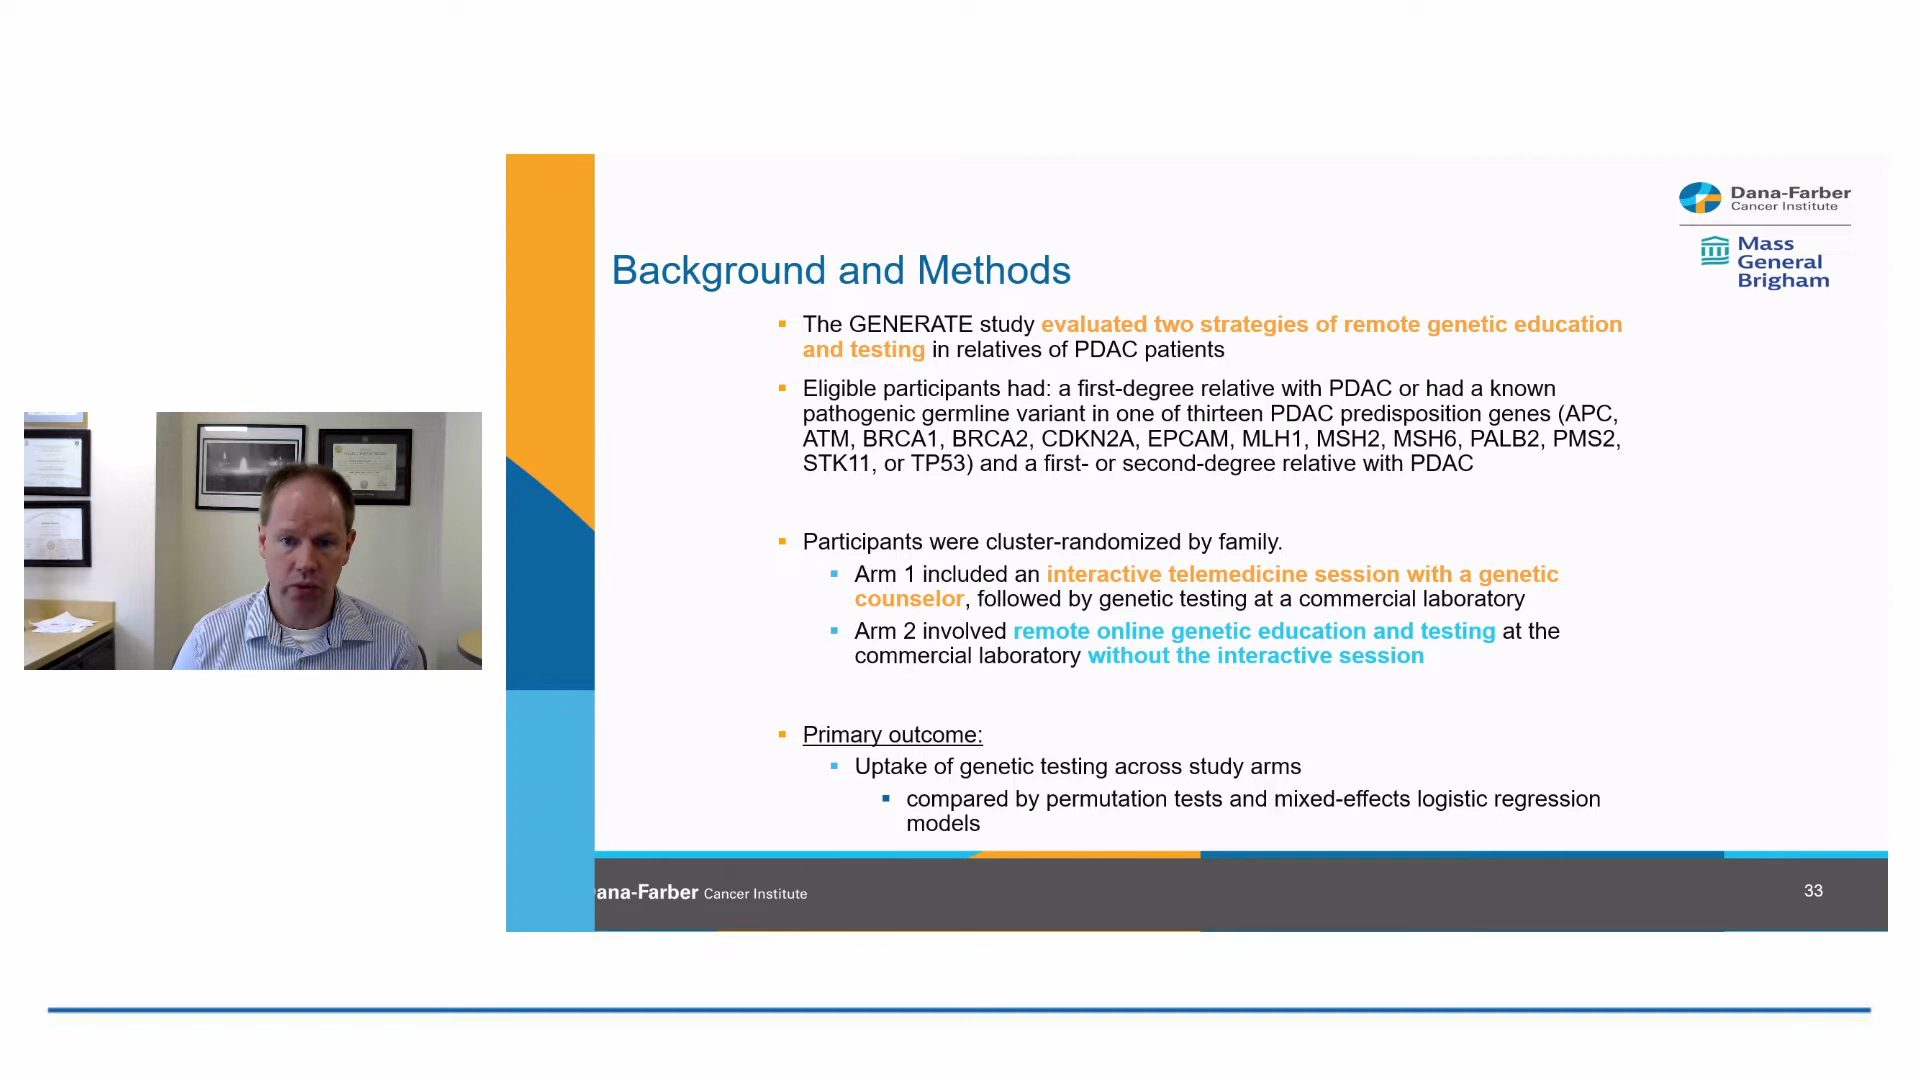 Dana-Farber
Cancer Institute
Mass
General
Brigham
Background and Methods
The GENERATE study evaluated two strategies of remote genetic education
and testing in relatives of PDAC patients
Eligible participants had: a first-degree relative with PDAC or had a known
pathogenic germline variant in one of thirteen PDAC predisposition genes (APC,
ATM, BRCA1, BRCA2, CDKN2A, EPCAM, MLH1, MSH2, MSH6, PALB2, PMS2,
STK11, or TP53) and a first- or second-degree relative with PDAC
Participants were cluster-randomized by family.
Arm 1 included an interactive telemedicine session with a genetic
counselor, followed by genetic testing at a commercial laboratory
Arm 2 involved remote online genetic education and testing at the
commercial laboratory without the interactive session
Primary outcome:
Uptake of genetic testing across study arms
compared by permutation tests and mixed-effects logistic regression
models
ana-Farber Cancer Institute
33